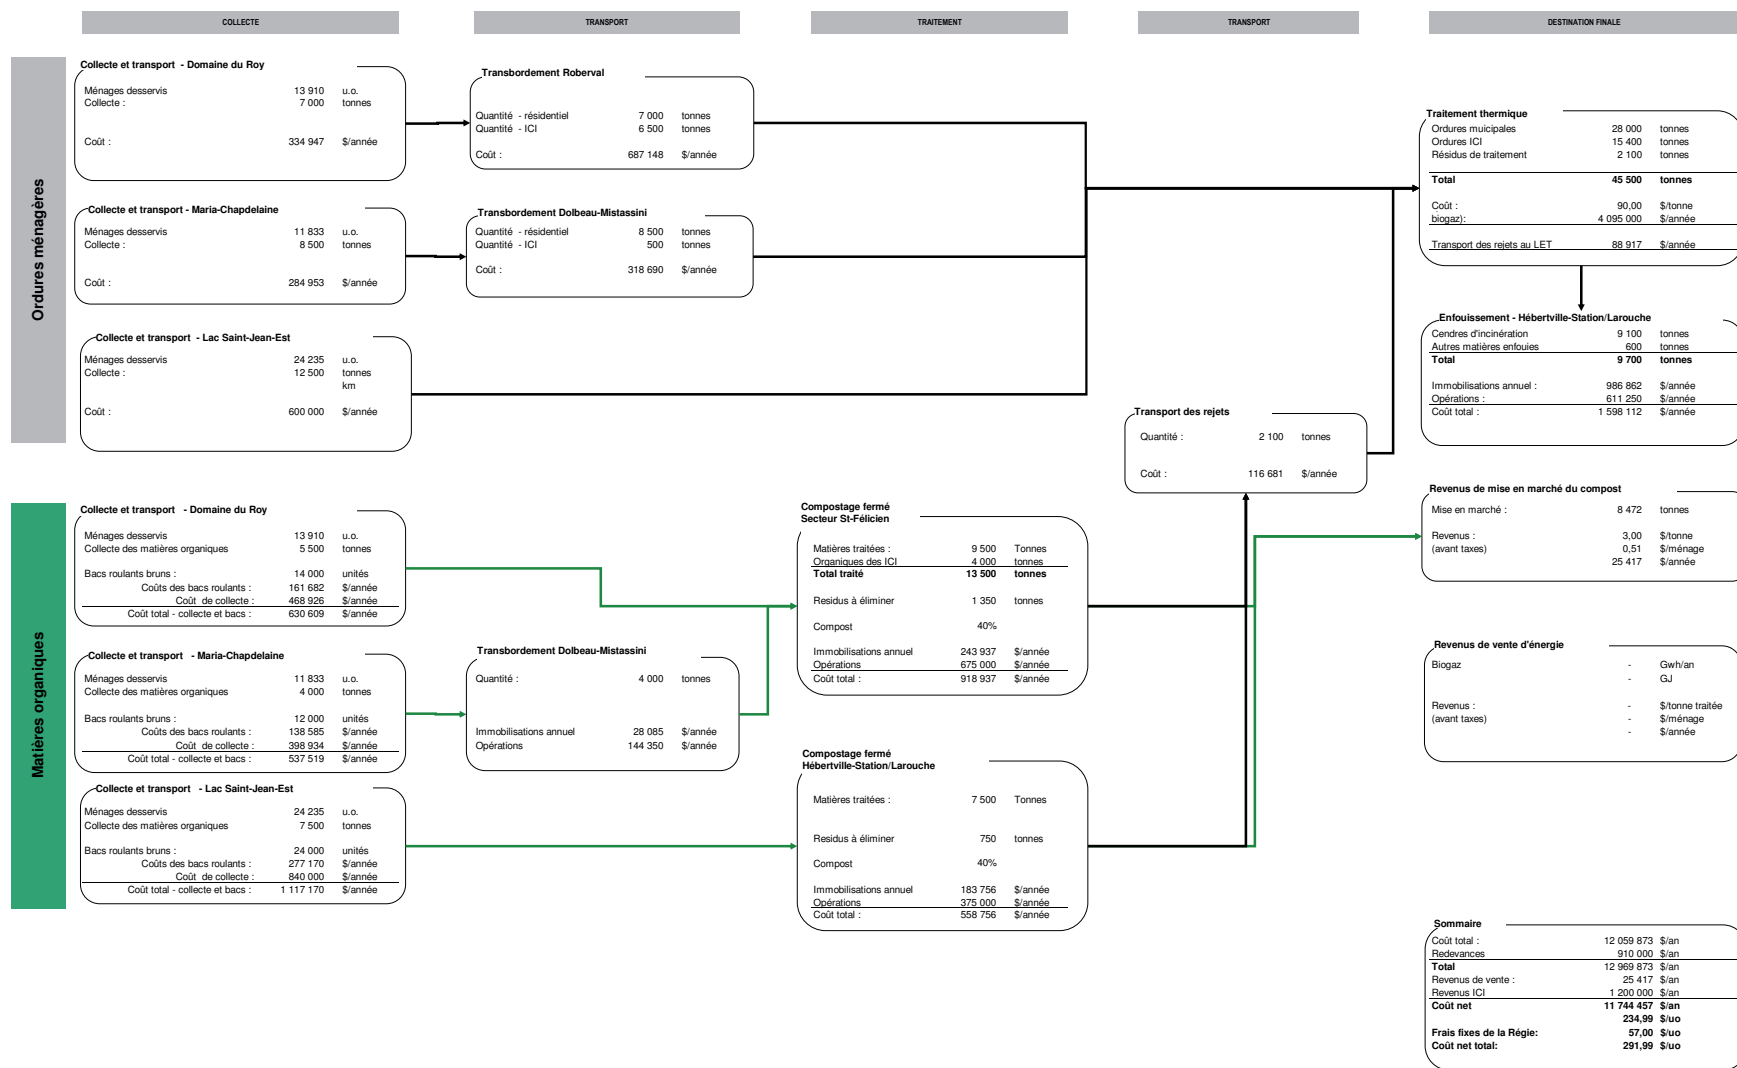 COLLECTE TRANSPORT TRAITEMENT TRANSPORT DESTINATION FINALE
Ordures ménagères
Collecte et transport - Domaine du Roy
Ménages desservis 13 910 u.o.
Collecte : 7 000 tonnes
Coût : 334 947 $/année
Transbordement Roberval
Quantité - résidentiel 7 000 tonnes
Quantité - ICI 6 500 tonnes
Coût : 687 148 $/année
Traitement thermique
Ordures muicipales 28 000 tonnes
Ordures ICI 15 400 tonnes
Résidus de traitement 2 100 tonnes
Total 45 500 tonnes
Coût : 90,00 $/tonne
biogaz): 4 095 000 $/année
Transport des rejets au LET 88 917 $/année
Collecte et transport - Maria-Chapdelaine
Ménages desservis 11 833 u.o.
Collecte : 8 500 tonnes
Coût : 284 953 $/année
Transbordement Dolbeau-Mistassini
Quantité - résidentiel 8 500 tonnes
Quantité - ICI 500 tonnes
Coût : 318 690 $/année
Collecte et transport - Lac Saint-Jean-Est
Ménages desservis 24 235 u.o.
Collecte : 12 500 tonnes
km
Coût : 600 000 $/année
Enfouissement - Hébertville-Station/Larouche
Cendres d'incinération 9 100 tonnes
Autres matières enfouies 600 tonnes
Total 9 700 tonnes
Immobilisations annuel : 986 862 $/année
Opérations : 611 250 $/année
Coût total : 1 598 112 $/année
Transport des rejets
Quantité : 2 100 tonnes
Coût : 116 681 $/année
Matières organiques
Collecte et transport - Domaine du Roy
Ménages desservis 13 910 u.o.
Collecte des matières organiques 5 500 tonnes
Bacs roulants bruns : 14 000 unités
Coûts des bacs roulants : 161 682 $/année
Coût de collecte : 468 926 $/année
Coût total - collecte et bacs : 630 609 $/année
Compostage fermé
Secteur St-Félicien
Matières traitées : 9 500 Tonnes
Organiques des ICI 4 000 tonnes
Total traité 13 500 tonnes
Residus à éliminer 1 350 tonnes
Compost 40%
Immobilisations annuel 243 937 $/année
Opérations 675 000 $/année
Coût total : 918 937 $/année
Revenus de mise en marché du compost
Mise en marché : 8 472 tonnes
Revenus : 3,00 $/tonne
(avant taxes) 0,51 $/ménage
25 417 $/année
Collecte et transport - Maria-Chapdelaine
Ménages desservis 11 833 u.o.
Collecte des matières organiques 4 000 tonnes
Bacs roulants bruns : 12 000 unités
Coûts des bacs roulants : 138 585 $/année
Coût de collecte : 398 934 $/année
Coût total - collecte et bacs : 537 519 $/année
Transbordement Dolbeau-Mistassini
Quantité : 4 000 tonnes
Immobilisations annuel 28 085 $/année
Opérations 144 350 $/année
Revenus de vente d'énergie
Biogaz - Gwh/an
- GJ
Revenus : - $/tonne traitée
(avant taxes) - $/ménage
- $/année
Collecte et transport - Lac Saint-Jean-Est
Ménages desservis 24 235 u.o.
Collecte des matières organiques 7 500 tonnes
Bacs roulants bruns : 24 000 unités
Coûts des bacs roulants : 277 170 $/année
Coût de collecte : 840 000 $/année
Coût total - collecte et bacs : 1 117 170 $/année
Compostage fermé
Hébertville-Station/Larouche
Matières traitées : 7 500 Tonnes
Residus à éliminer 750 tonnes
Compost 40%
Immobilisations annuel 183 756 $/année
Opérations 375 000 $/année
Coût total : 558 756 $/année
Sommaire
Coût total : 12 059 873 $/an
Redevances 910 000 $/an
Total 12 969 873 $/an
Revenus de vente : 25 417 $/an
Revenus ICI 1 200 000 $/an
Coût net 11 744 457 $/an
234,99 $/uo
Frais fixes de la Régie: 57,00 $/uo
Coût net total: 291,99 $/uo